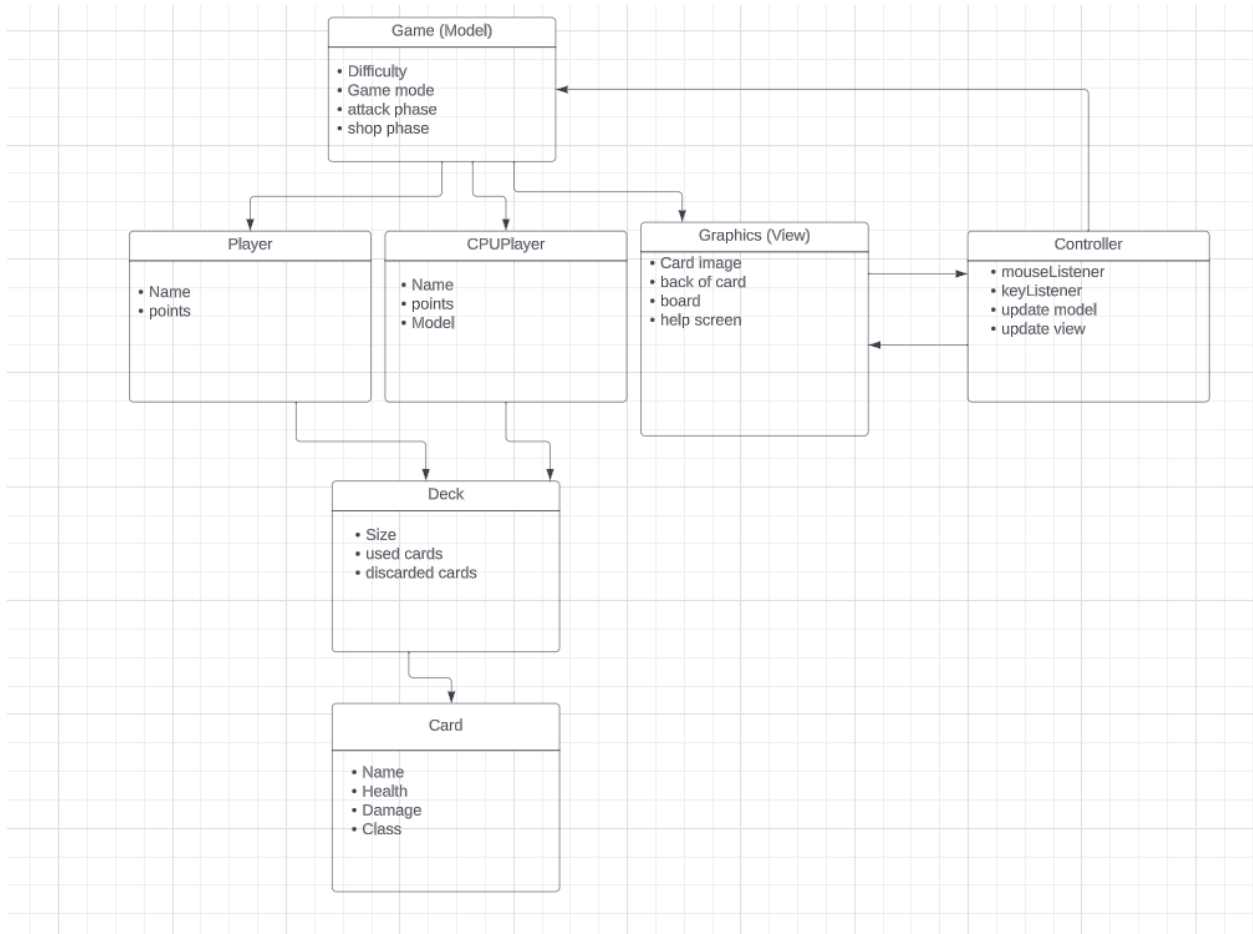 Game (Model)
• Difficulty
• Game mode
• attack phase
• shop phase
Player
• Name
• points
CPUPlayer
• Name
• points
• Model
Graphics (View)
• Card image
• back of card
• board
• help screen
Controller
• mouseListener
• keyListener
• update model
• update view
Deck
• Size
• used cards
• discarded cards
Card
• Name
• Health
• Damage
• Class